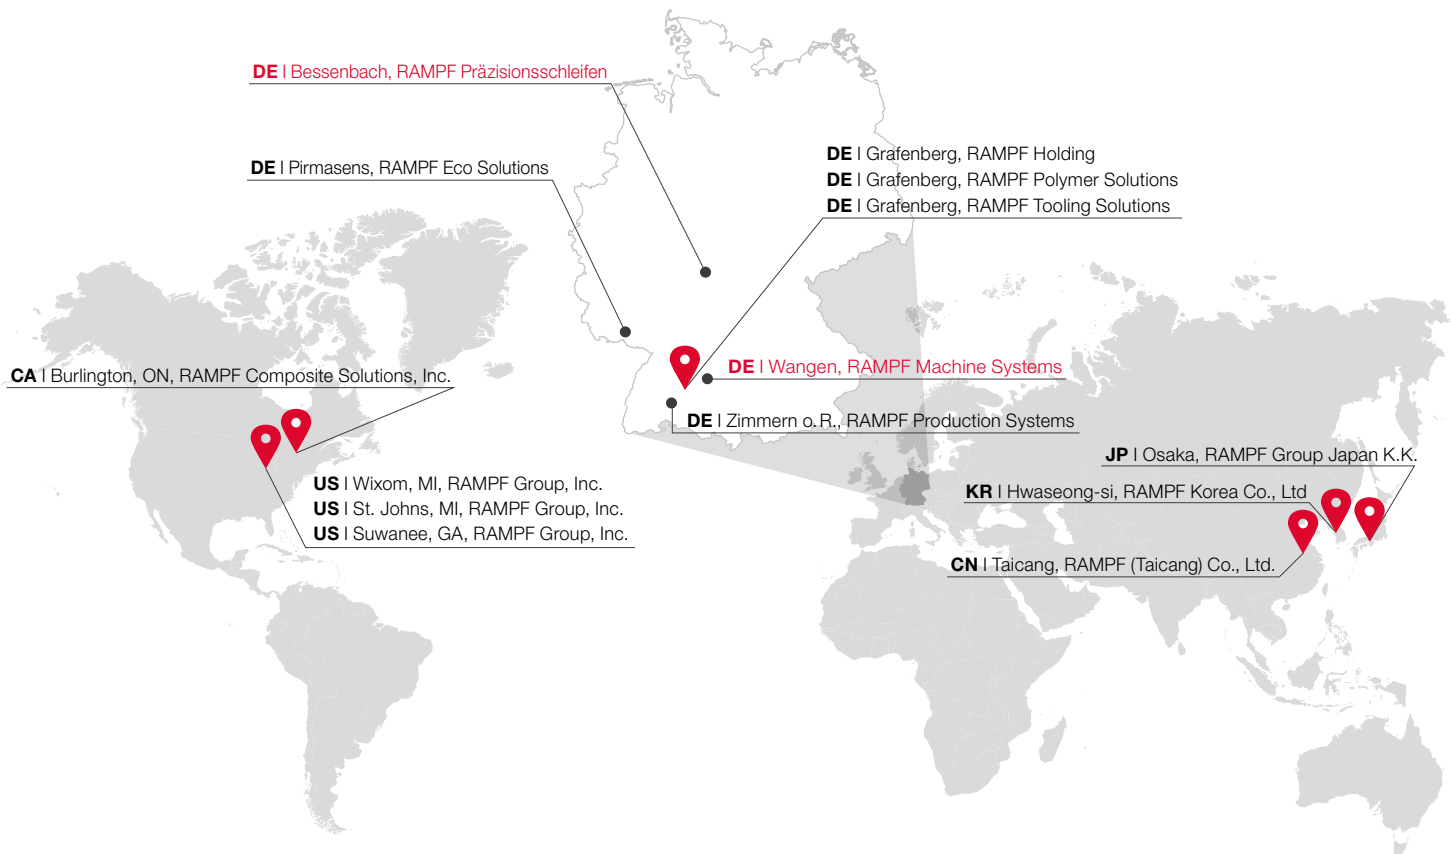 DE | Bessenbach, RAMPF Präzisionsschleifen
DE | Pirmasens, RAMPF Eco Solutions
DE | Grafenberg, RAMPF Holding
DE | Grafenberg, RAMPF Polymer Solutions
DE | Grafenberg, RAMPF Tooling Solutions
CA | Burlington, ON, RAMPF Composite Solutions, Inc.
DE | Wangen, RAMPF Machine Systems
DE | Zimmern o. R., RAMPF Production Systems
JP | Osaka, RAMPF Group Japan K.K.
US | Wixom, MI, RAMPF Group, Inc.
US | St. Johns, MI, RAMPF Group, Inc.
US | Suwanee, GA, RAMPF Group, Inc.
KR | Hwaseong-si, RAMPF Korea Co., Ltd
CN | Taicang, RAMPF (Taicang) Co., Ltd.